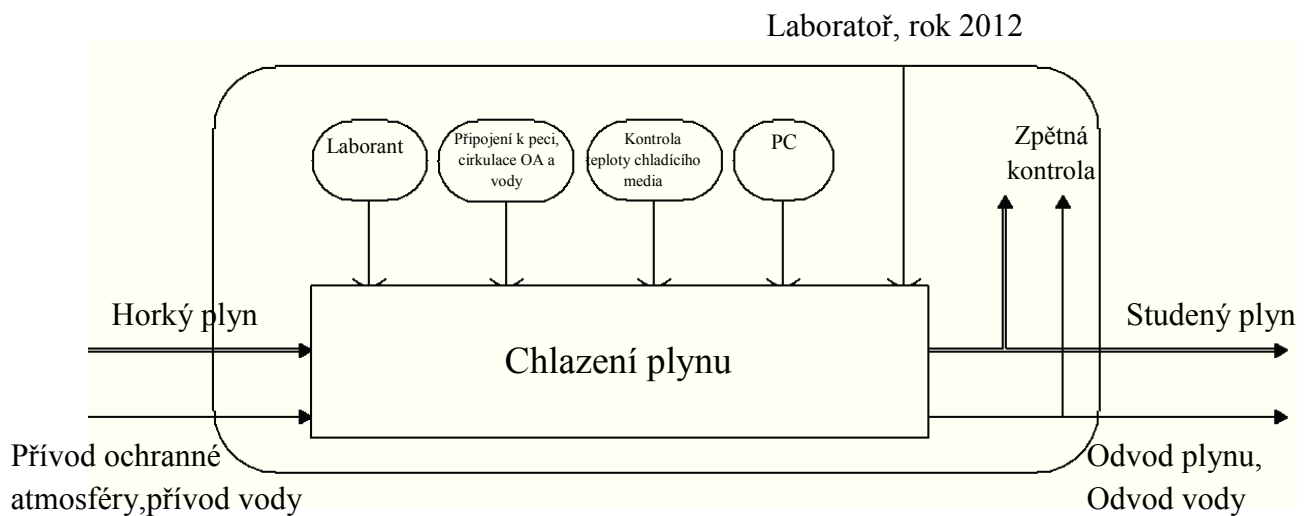 Laboratoř, rok 2012
Laborant
Připojení k peci,
cirkulace OA a
vody
Kontrola
teploty chladícího
media
PC
Zpětná
kontrola
Horký plyn
Studený plyn
Chlazení plynu
Přívod ochranné
atmosféry,přívod vody
Odvod plynu,
Odvod vody